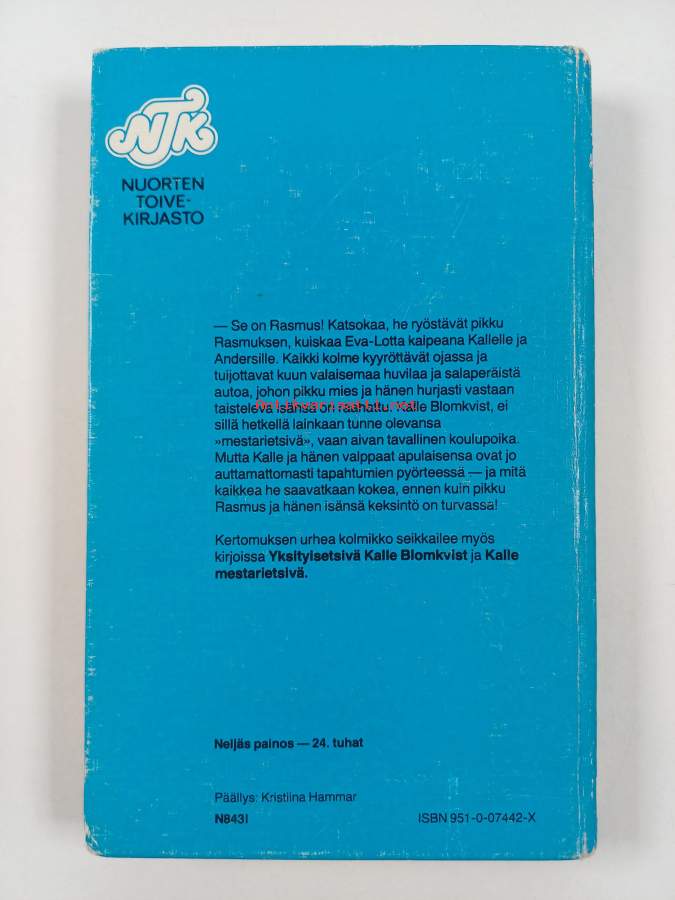 NTK
NUORTEN
TOIVE-
KIRJASTO
— Se on Rasmus! Katsokaa, he ryöstävät pikku
Rasmuksen, kuiskaa Eva-Lotta kalpeana Kallelle ja
Andersille. Kaikki kolme kyyröttävät ojassa ja
tuijottavat kuun valaisemaa huvilaa ja salaperäistä
autoa, johon pikku mies ja hänen hurjasti vastaan
taisteleva isänsä on raahattu. Kalle Blomkvist, ei
sillä hetkellä lainkaan tunne olevansa
»mestarietsivä», vaan aivan tavallinen koulupoika.
Mutta Kalle ja hänen valppaat apulaisensa ovat jo
auttamattomasti tapahtumien pyörteessä — ja mitä
kaikkea he saavatkaan kokea, ennen kuin pikku
Rasmus ja hänen isänsä keksintö on turvassa!
Kertomuksen urhea kolmikko seikkailee myös
kirjoissa Yksityisetsivä Kalle Blomkvist ja Kalle
mestarietsivä.
Neljäs painos — 24. tuhat
Päällys: Kristiina Hammar
N843I ISBN 951-0-07442-X